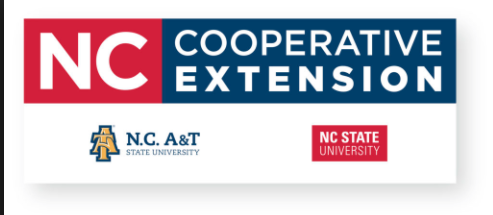 NC COOPERATIVE
EXTENSION
N.C. A&T
STATE UNIVERSITY
NC STATE
UNIVERSITY